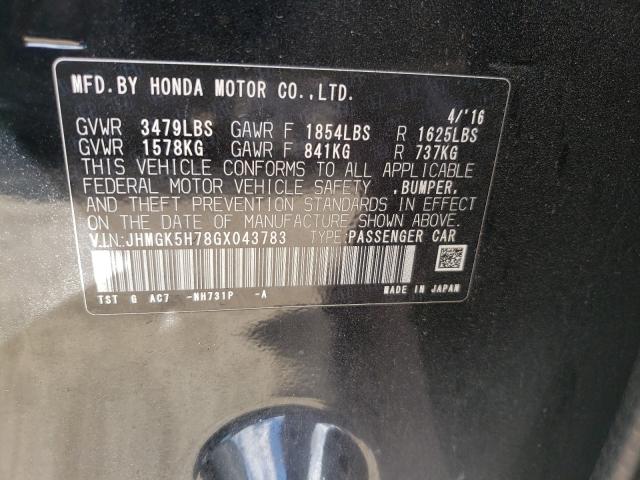 MFD.BY HONDA MOTOR CO.,LTD.
4/'16
GVWR 3479LBS GAWR F 1854LBS R 1625LBS
GVWR 1578KG GAWR F 841KG R 737KG
THIS VEHICLE CONFORMS TO ALL APPLICABLE
FEDERAL MOTOR VEHICLE SAFETY ,BUMPER,
AND THEFT PREVENTION STANDARDS IN EFFECT
ON THE DATE OF MANUFACTURE SHOWN ABOVE.
V.I.N:JHMGK5H78GX043783 TYPE:PASSENGER CAR
TST G AC7 -NH731P -A MADE IN JAPAN